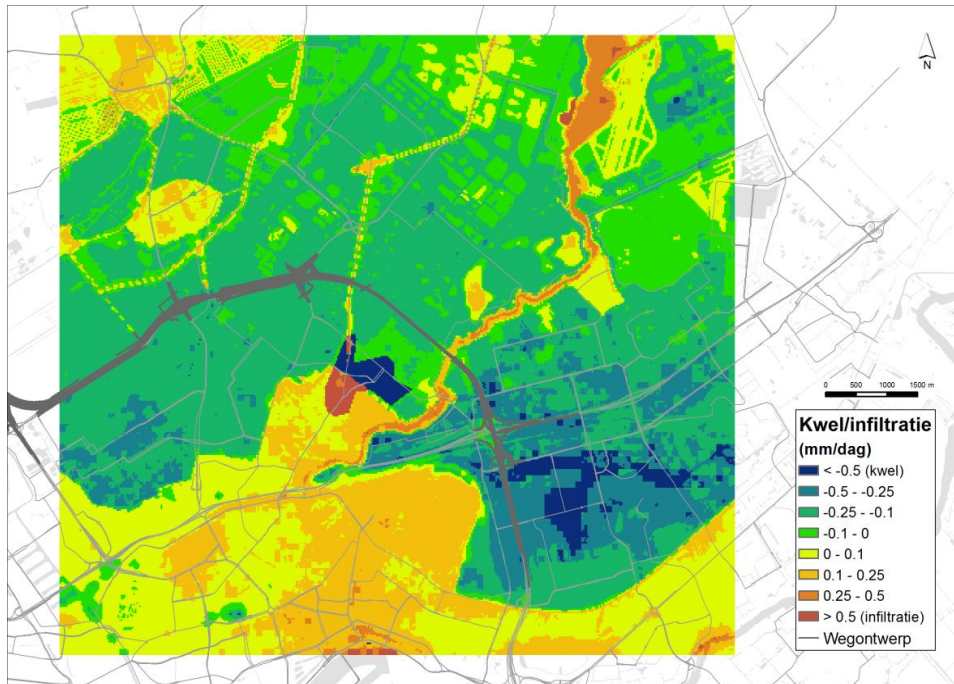 N
0 500 1000 1500 m
Kwel/infiltratie
(mm/dag)
< -0.5 (kwel)
-0.5 - -0.25
-0.25 - -0.1
-0.1 - 0
0 - 0.1
0.1 - 0.25
0.25 - 0.5
> 0.5 (infiltratie)
Wegontwerp